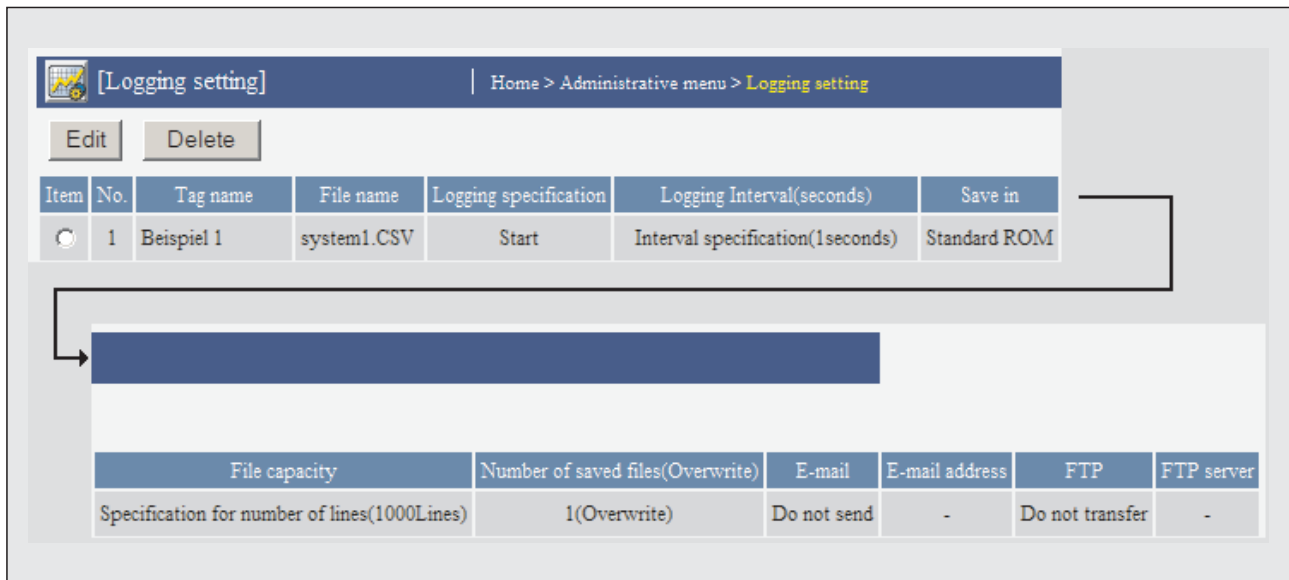 [Logging setting] Home > Administrative menu > Logging setting
Edit Delete
Item No. Tag name File name Logging specification Logging Interval(seconds) Save in
1 Beispiel 1 system1.CSV Start Interval specification(1seconds) Standard ROM
File capacity Number of saved files(Overwrite) E-mail E-mail address FTP FTP server
Specification for number of lines(1000Lines) 1(Overwrite) Do not send - Do not transfer -